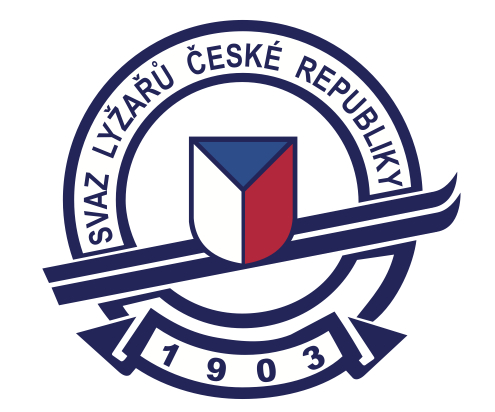 SVAZ LYŽAŘŮ ČESKÉ REPUBLIKY
1903